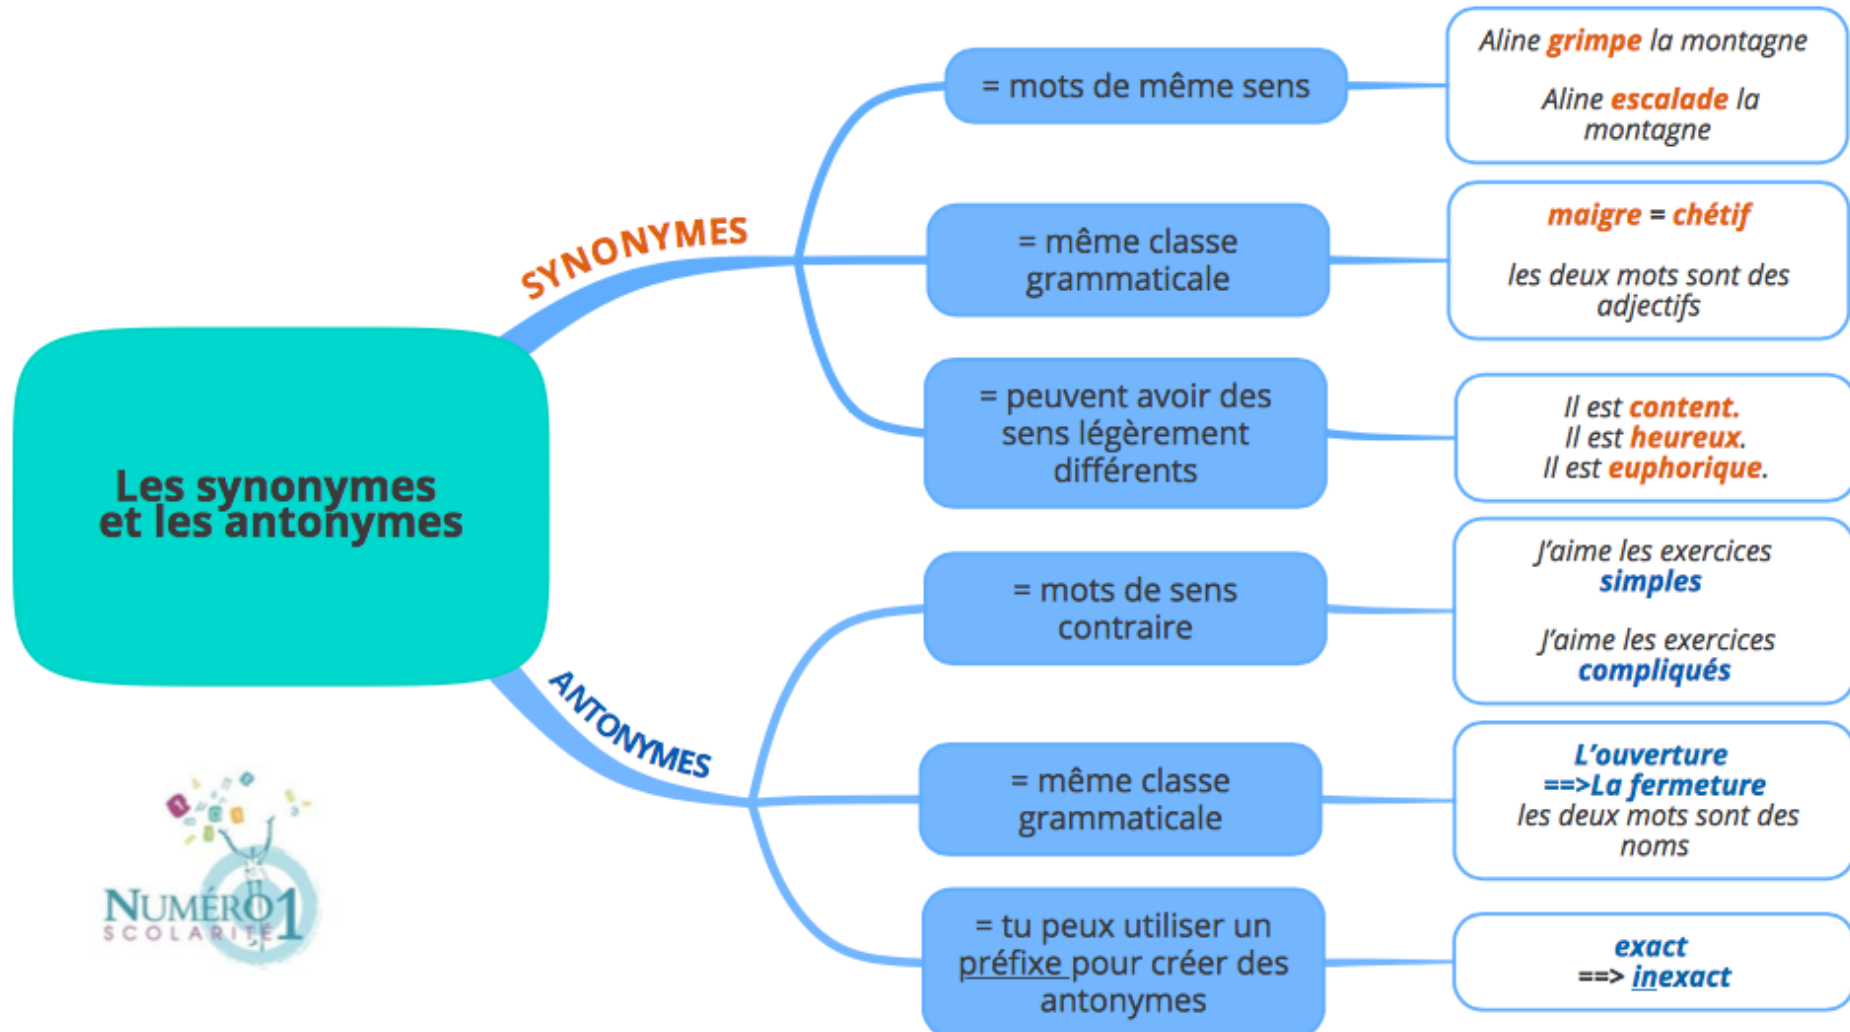 Les synonymes
et les antonymes
SYNONYMES
= mots de même sens
Aline grimpe la montagne
Aline escalade la
montagne
= même classe
grammaticale
maigre = chétif
les deux mots sont des
adjectifs
= peuvent avoir des
sens légèrement
différents
Il est content.
Il est heureux.
Il est euphorique.
ANTONYMES
= mots de sens
contraire
J'aime les exercices
simples
J'aime les exercices
compliqués
= même classe
grammaticale
L'ouverture
==>La fermeture
les deux mots sont des
noms
= tu peux utiliser un
préfixe pour créer des
antonymes
exact
==> inexact
NUMÉRO1
SCOLARITÉ